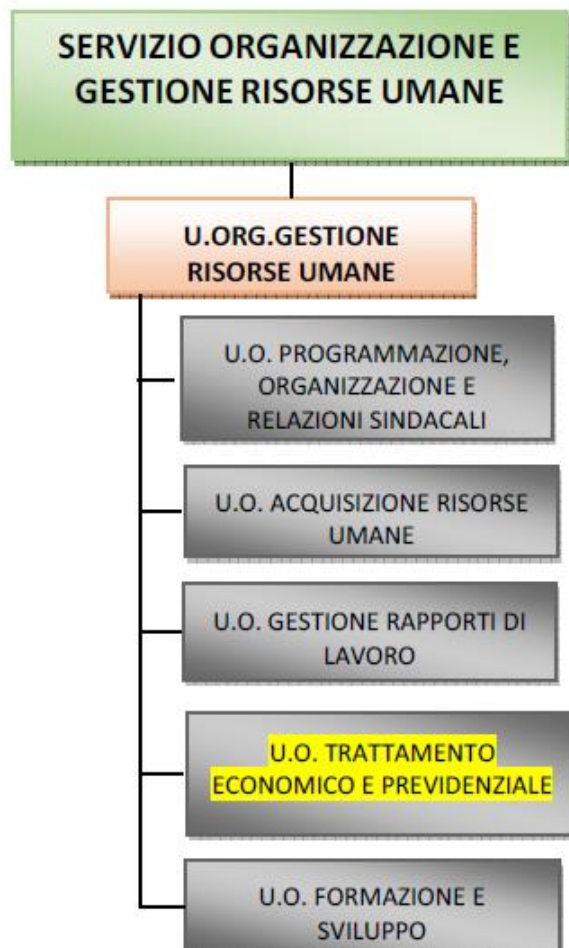 SERVIZIO ORGANIZZAZIONE E
GESTIONE RISORSE UMANE
U.ORG.GESTIONE
RISORSE UMANE
U.O. PROGRAMMAZIONE,
ORGANIZZAZIONE E
RELAZIONI SINDACALI
U.O. ACQUISIZIONE RISORSE
UMANE
U.O. GESTIONE RAPPORTI DI
LAVORO
U.O. TRATTAMENTO
ECONOMICO E PREVIDENZIALE
U.O. FORMAZIONE E
SVILUPPO